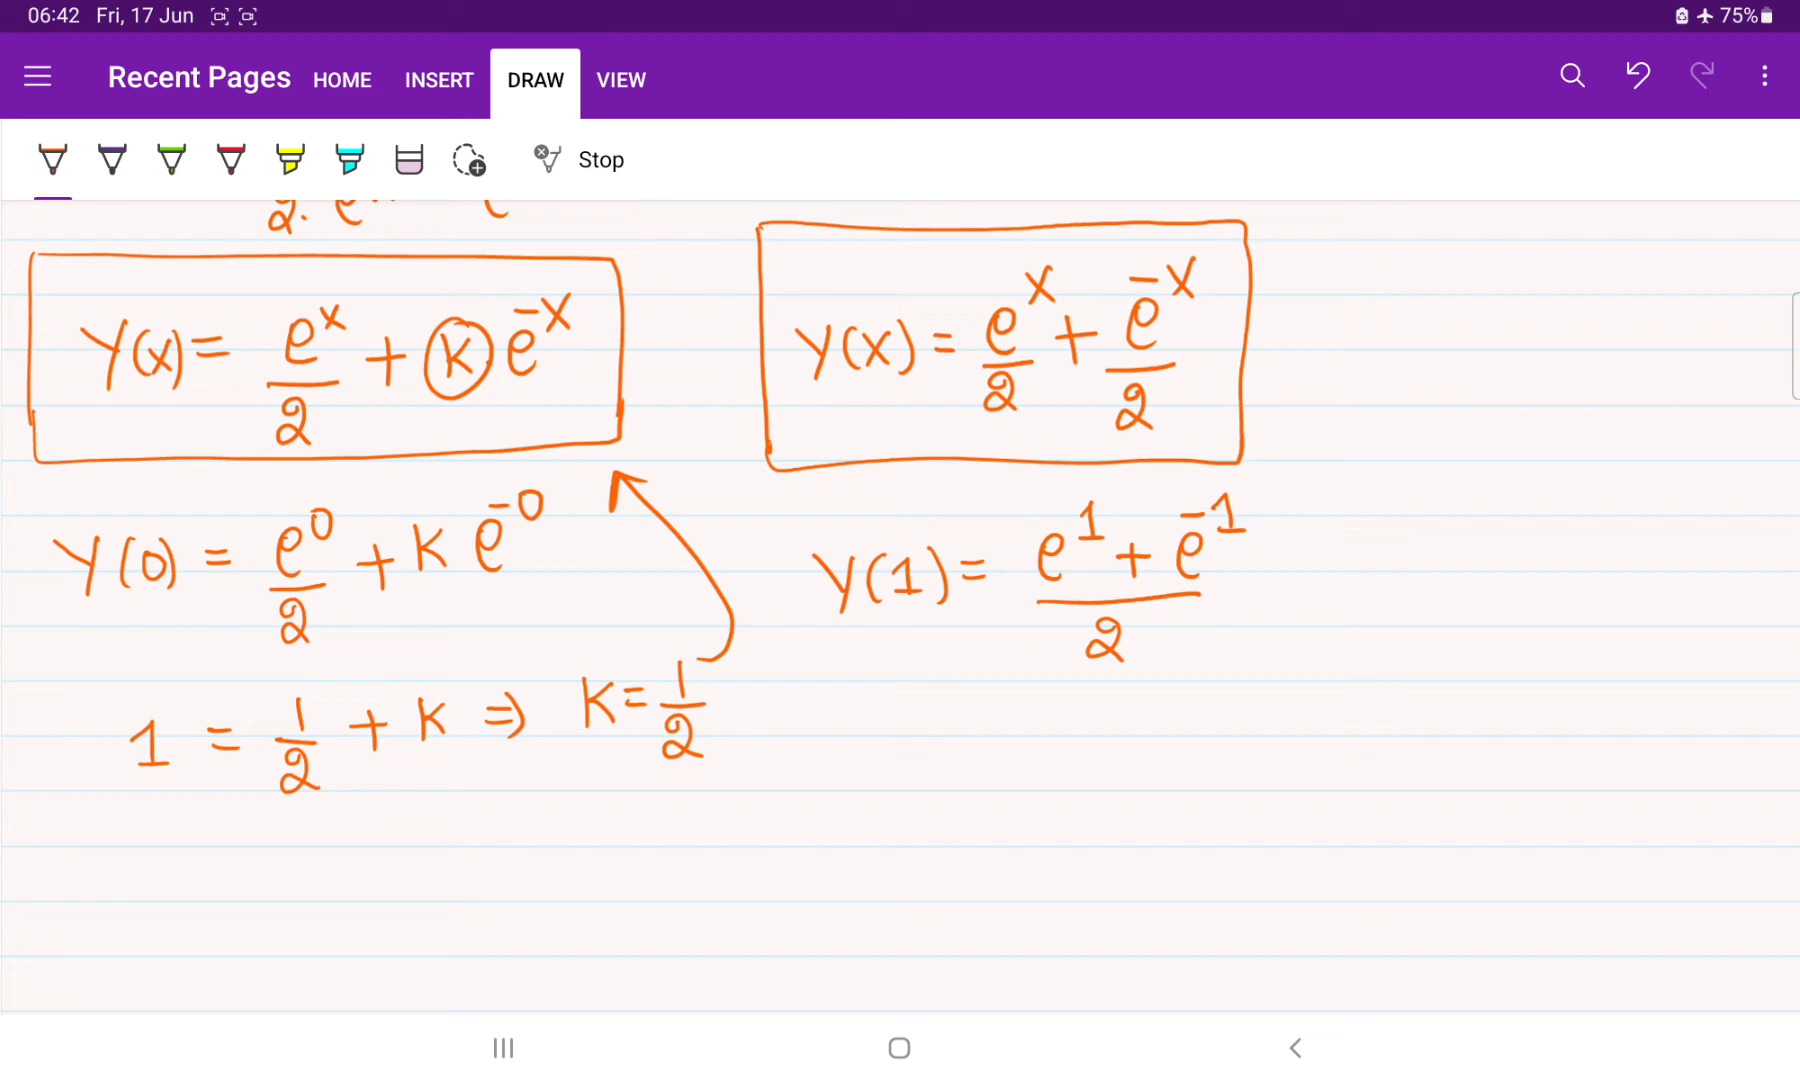 06:42 Fri, 17 Jun 75%
Recent Pages HOME INSERT DRAW VIEW
Stop
Y(x) = e^x/2 + k e^-x
Y(0) = e^0/2 + k e^-0
1 = 1/2 + k ⇒ k = 1/2
Y(x) = e^x/2 + e^-x/2
Y(1) = (e^1 + e^-1)/2